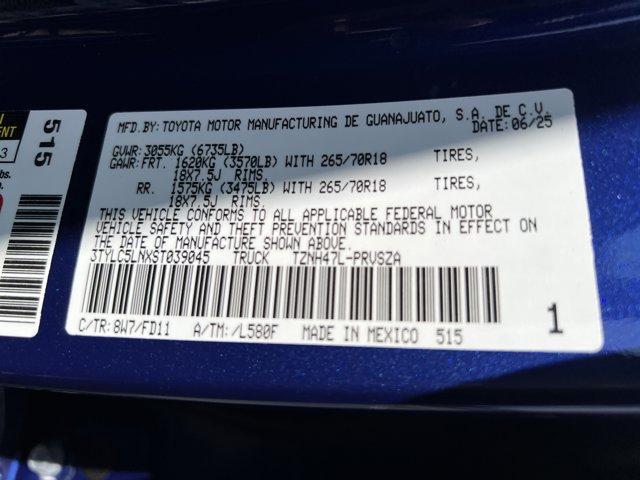 MFD.BY:TOYOTA MOTOR MANUFACTURING DE GUANAJUATO, S.A. DE C.V.
DATE:06/25
GVWR:3055KG (6735LB)
GAWR:FRT. 1620KG (3570LB) WITH 265/70R18 TIRES,
18X7.5J RIMS.
RR. 1575KG (3475LB) WITH 265/70R18 TIRES,
18X7.5J RIMS.
THIS VEHICLE CONFORMS TO ALL APPLICABLE FEDERAL MOTOR
VEHICLE SAFETY AND THEFT PREVENTION STANDARDS IN EFFECT ON
THE DATE OF MANUFACTURE SHOWN ABOVE.
3TYLC5LNXST039045 TRUCK TZNH47L-PRVSZA
C/TR:8W7/FD11 A/TM:/L580F MADE IN MEXICO 515
1
515
3
lbs.